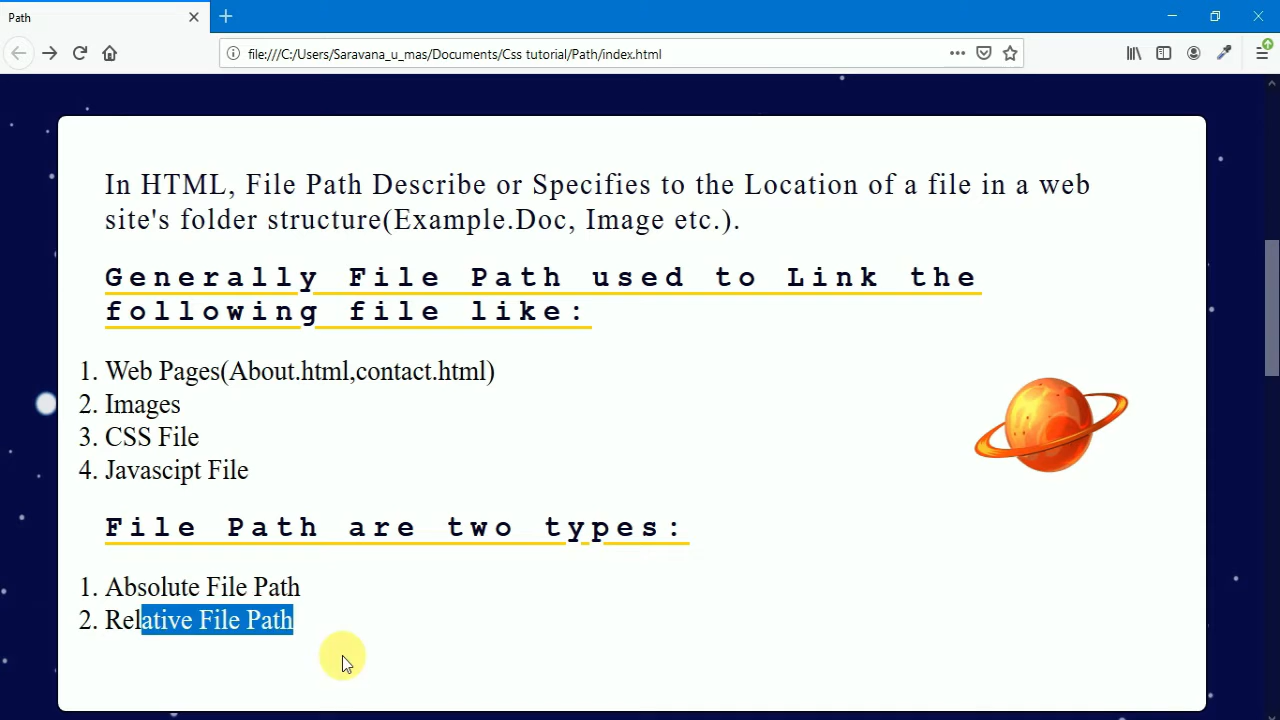 Path
file:///C:/Users/Saravana_u_mas/Documents/Css tutorial/Path/index.html
In HTML, File Path Describe or Specifies to the Location of a file in a web
site's folder structure(Example.Doc, Image etc.).
Generally File Path used to Link the
following file like:
1. Web Pages(About.html,contact.html)
2. Images
3. CSS File
4. Javascipt File
File Path are two types:
1. Absolute File Path
2. Relative File Path